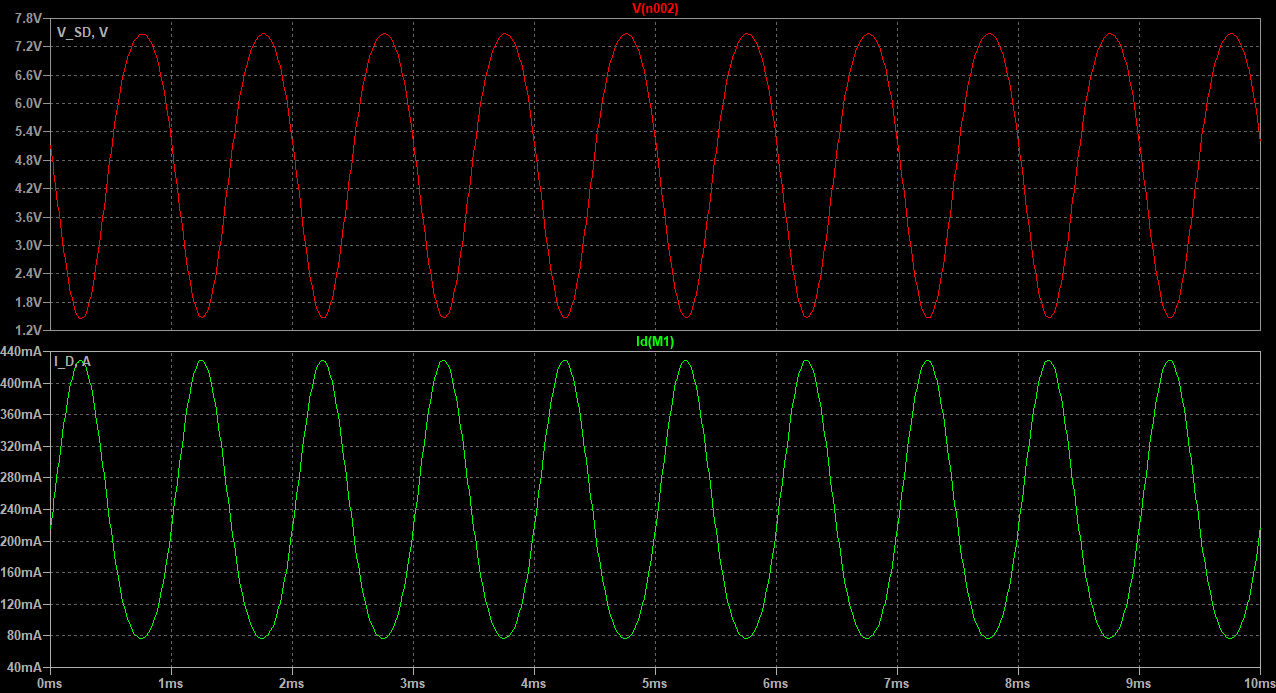 V(n002)
7.8V
V_SD, V
7.2V
6.6V
6.0V
5.4V
4.8V
4.2V
3.6V
3.0V
2.4V
1.8V
1.2V
Id(M1)
440mA
I_D, A
400mA
360mA
320mA
280mA
240mA
200mA
160mA
120mA
80mA
40mA
0ms 1ms 2ms 3ms 4ms 5ms 6ms 7ms 8ms 9ms 10ms